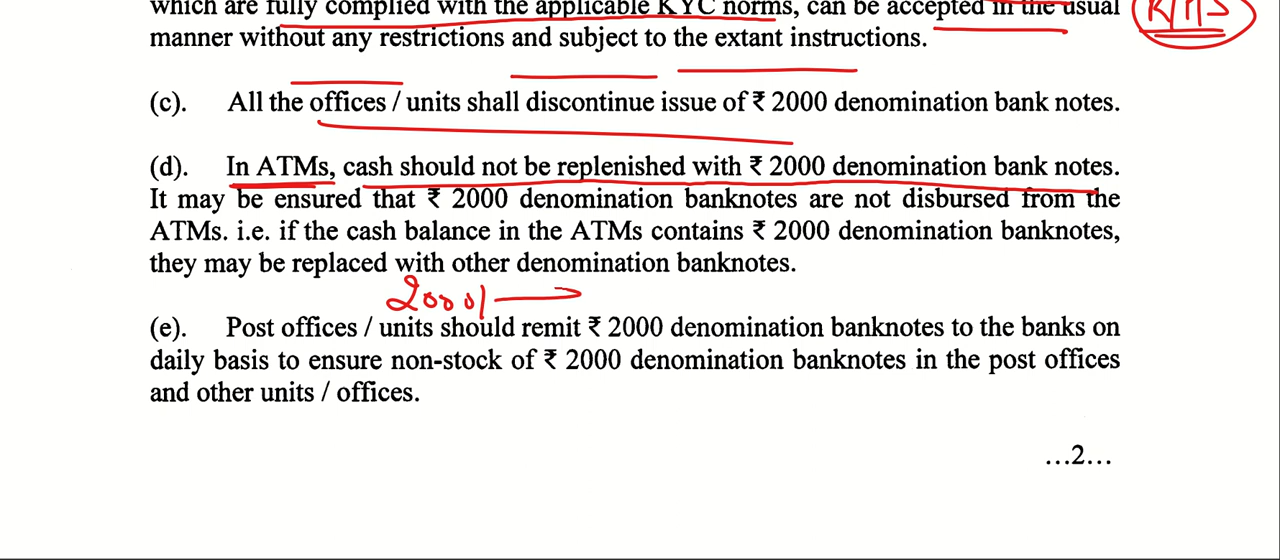 which are fully complied with the applicable KYC norms, can be accepted in the usual
manner without any restrictions and subject to the extant instructions.
(c). All the offices / units shall discontinue issue of ₹ 2000 denomination bank notes.
(d). In ATMs, cash should not be replenished with ₹ 2000 denomination bank notes.
It may be ensured that ₹ 2000 denomination banknotes are not disbursed from the
ATMs. i.e. if the cash balance in the ATMs contains ₹ 2000 denomination banknotes,
they may be replaced with other denomination banknotes.
2000/
(e). Post offices / units should remit ₹ 2000 denomination banknotes to the banks on
daily basis to ensure non-stock of ₹ 2000 denomination banknotes in the post offices
and other units / offices.
...2...